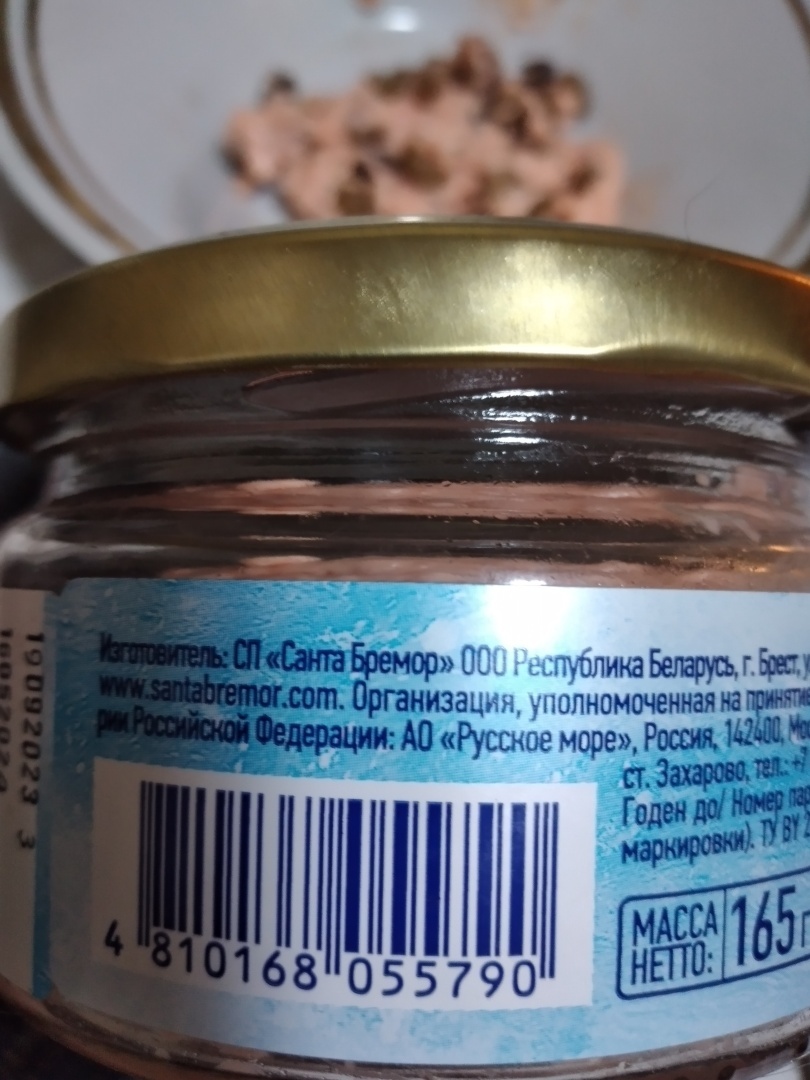 Изготовитель: СП «Санта Бремор» ООО Республика Беларусь, г. Брест,
www.santabremor.com. Организация, уполномоченная на
рии Российской Федерации: АО «Русское море», Россия, 142400,
ст. Захарово, тел.: +7
Годен до/ Номер
маркировки). ТУ BY
МАССА НЕТТО: 165
4 810168 055790
19092023 3